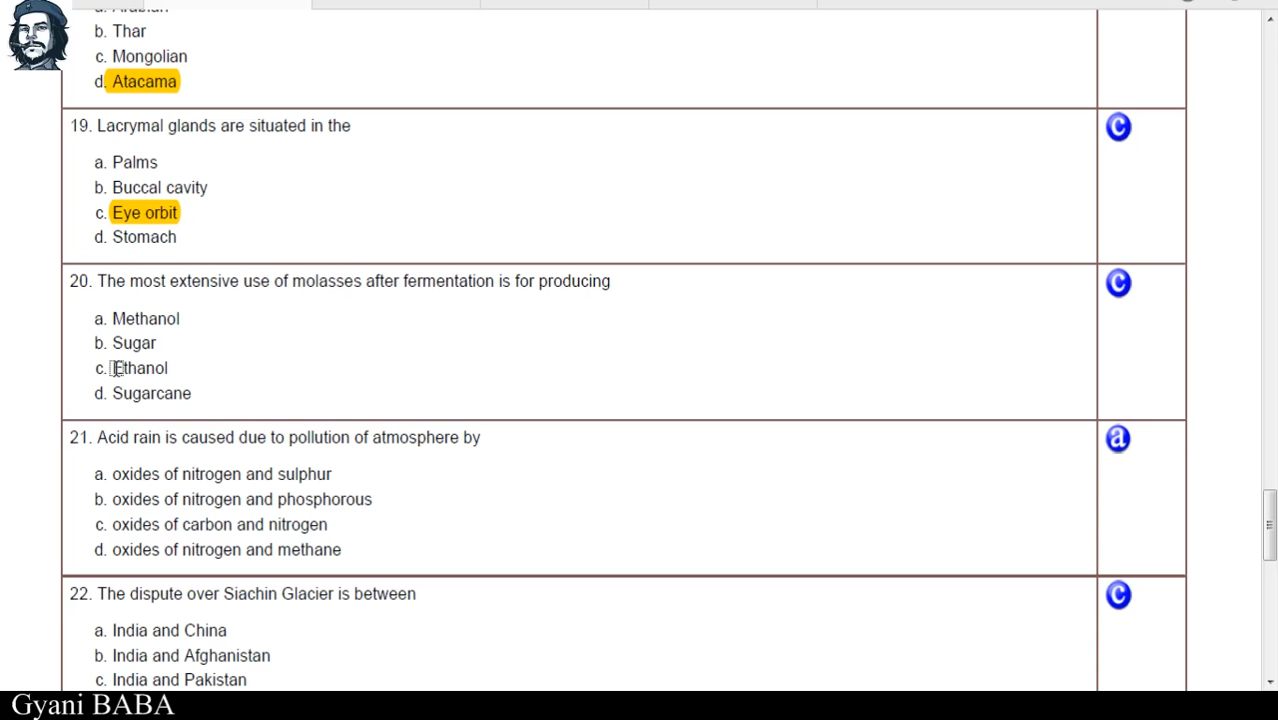 a. Arabian
b. Thar
c. Mongolian
d. Atacama
19. Lacrymal glands are situated in the
C
a. Palms
b. Buccal cavity
c. Eye orbit
d. Stomach
20. The most extensive use of molasses after fermentation is for producing
C
a. Methanol
b. Sugar
c. Ethanol
d. Sugarcane
21. Acid rain is caused due to pollution of atmosphere by
a
a. oxides of nitrogen and sulphur
b. oxides of nitrogen and phosphorous
c. oxides of carbon and nitrogen
d. oxides of nitrogen and methane
22. The dispute over Siachin Glacier is between
C
a. India and China
b. India and Afghanistan
c. India and Pakistan
Gyani BABA